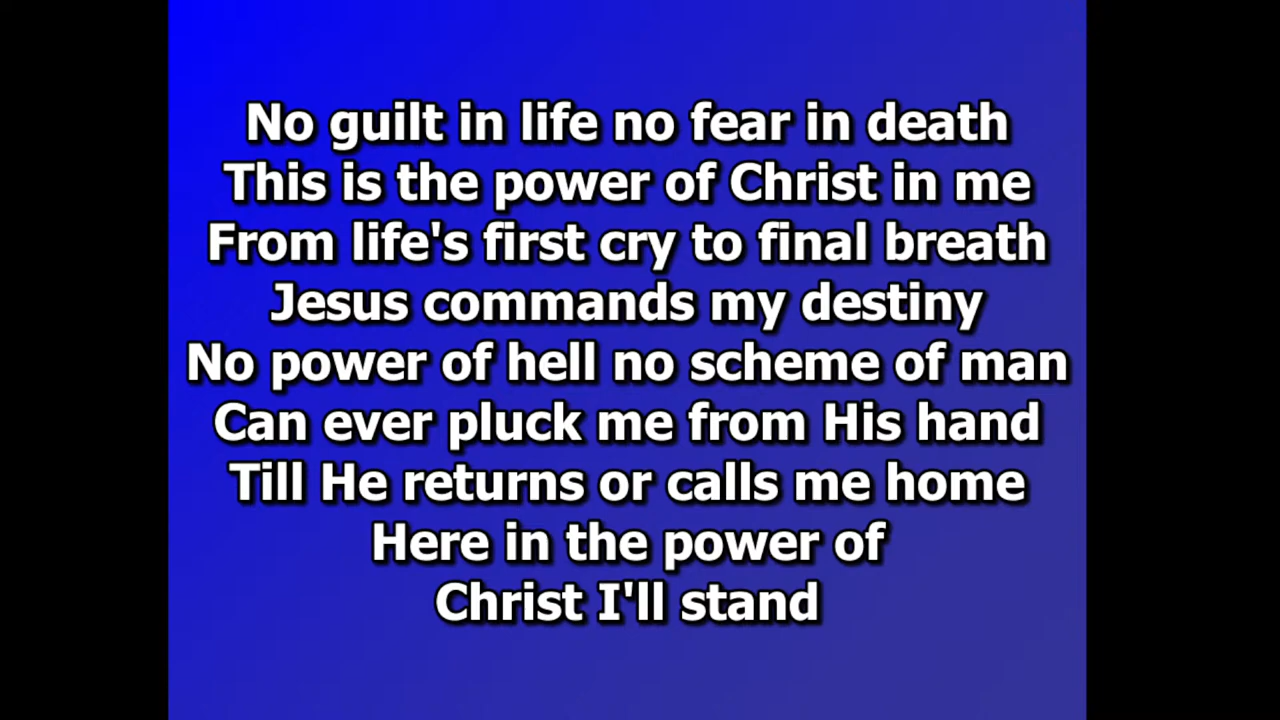 No guilt in life no fear in death
This is the power of Christ in me
From life's first cry to final breath
Jesus commands my destiny
No power of hell no scheme of man
Can ever pluck me from His hand
Till He returns or calls me home
Here in the power of
Christ I'll stand